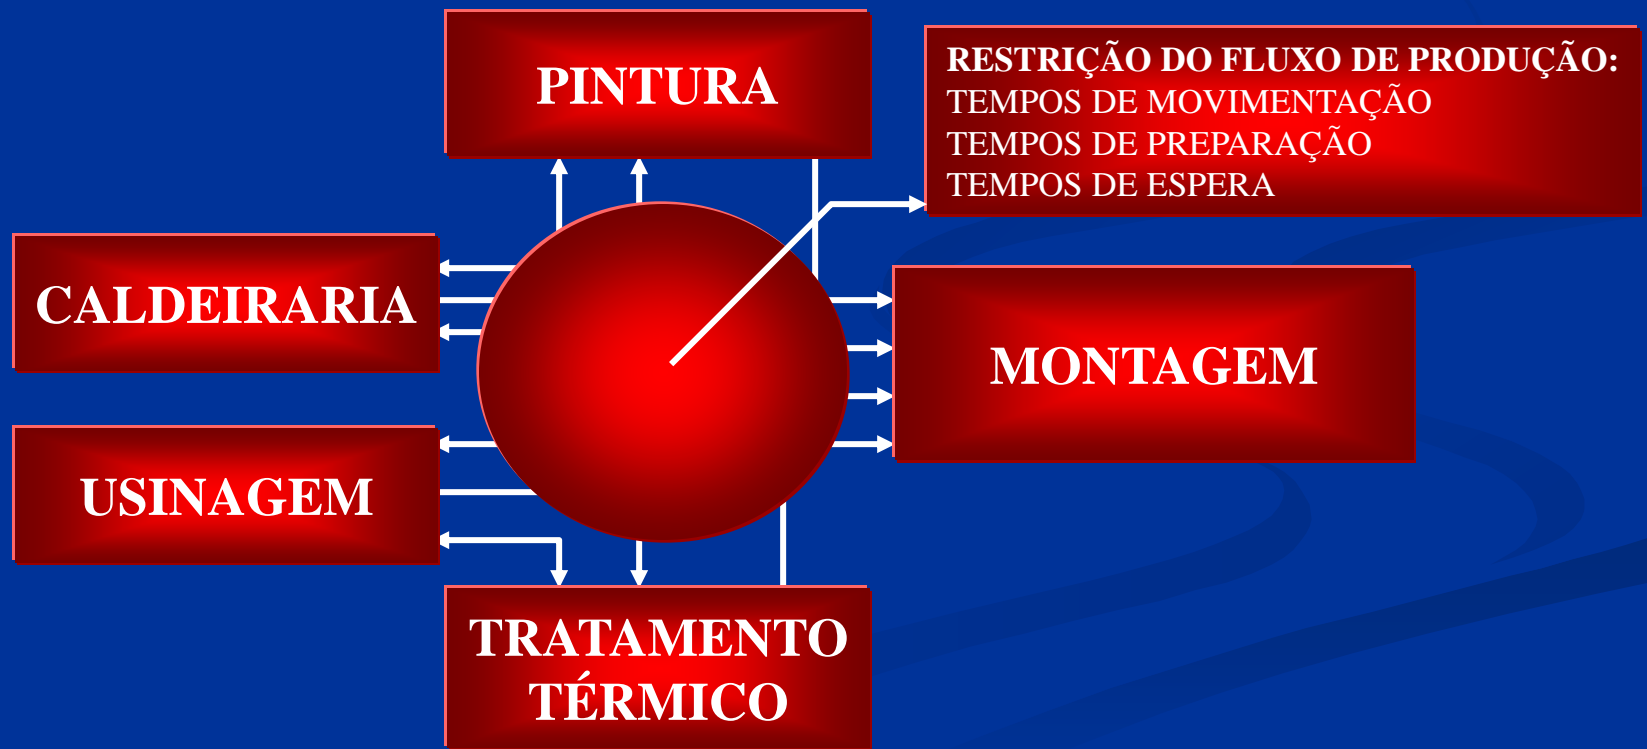 PINTURA
RESTRIÇÃO DO FLUXO DE PRODUÇÃO:
TEMPOS DE MOVIMENTAÇÃO
TEMPOS DE PREPARAÇÃO
TEMPOS DE ESPERA
CALDEIRARIA
MONTAGEM
USINAGEM
TRATAMENTO
TÉRMICO